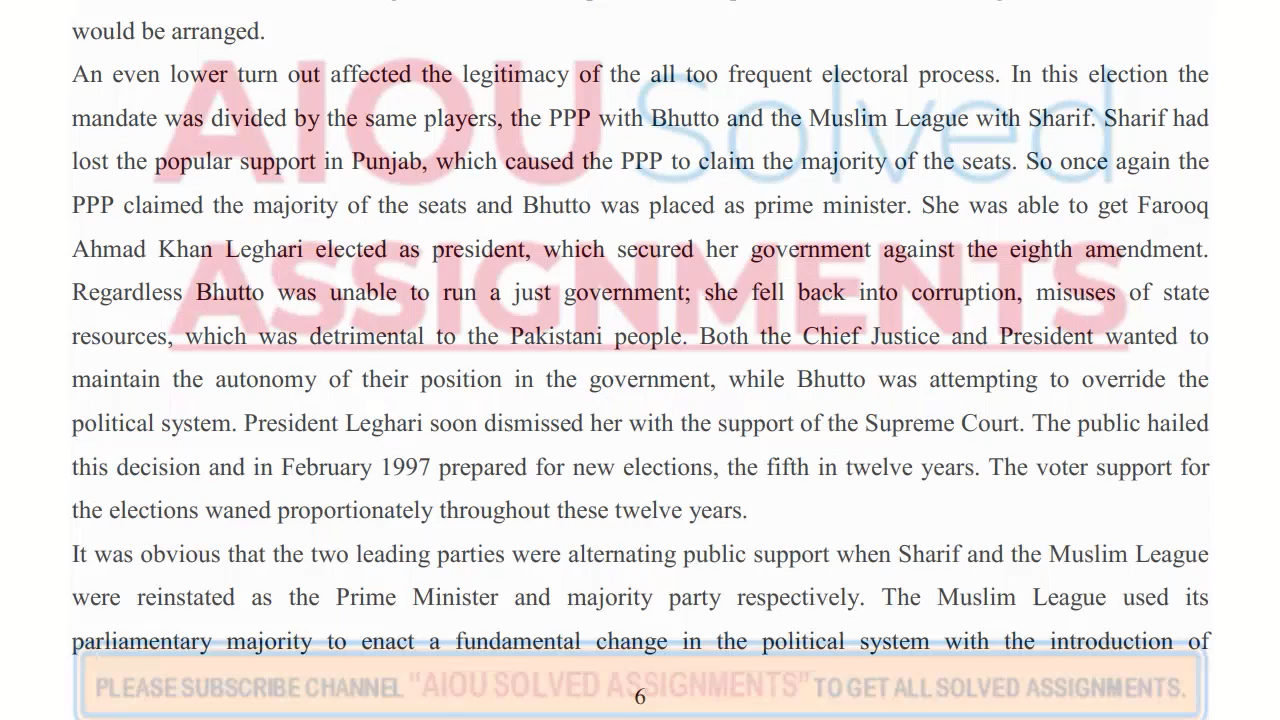 would be arranged.
An even lower turn out affected the legitimacy of the all too frequent electoral process. In this election the
mandate was divided by the same players, the PPP with Bhutto and the Muslim League with Sharif. Sharif had
lost the popular support in Punjab, which caused the PPP to claim the majority of the seats. So once again the
PPP claimed the majority of the seats and Bhutto was placed as prime minister. She was able to get Farooq
Ahmad Khan Leghari elected as president, which secured her government against the eighth amendment.
Regardless Bhutto was unable to run a just government; she fell back into corruption, misuses of state
resources, which was detrimental to the Pakistani people. Both the Chief Justice and President wanted to
maintain the autonomy of their position in the government, while Bhutto was attempting to override the
political system. President Leghari soon dismissed her with the support of the Supreme Court. The public hailed
this decision and in February 1997 prepared for new elections, the fifth in twelve years. The voter support for
the elections waned proportionately throughout these twelve years.
It was obvious that the two leading parties were alternating public support when Sharif and the Muslim League
were reinstated as the Prime Minister and majority party respectively. The Muslim League used its
parliamentary majority to enact a fundamental change in the political system with the introduction of
AIOU Solved
ASSIGNMENTS
PLEASE SUBSCRIBE CHANNEL "AIOU SOLVED ASSIGNMENTS" TO GET ALL SOLVED ASSIGNMENTS.
6